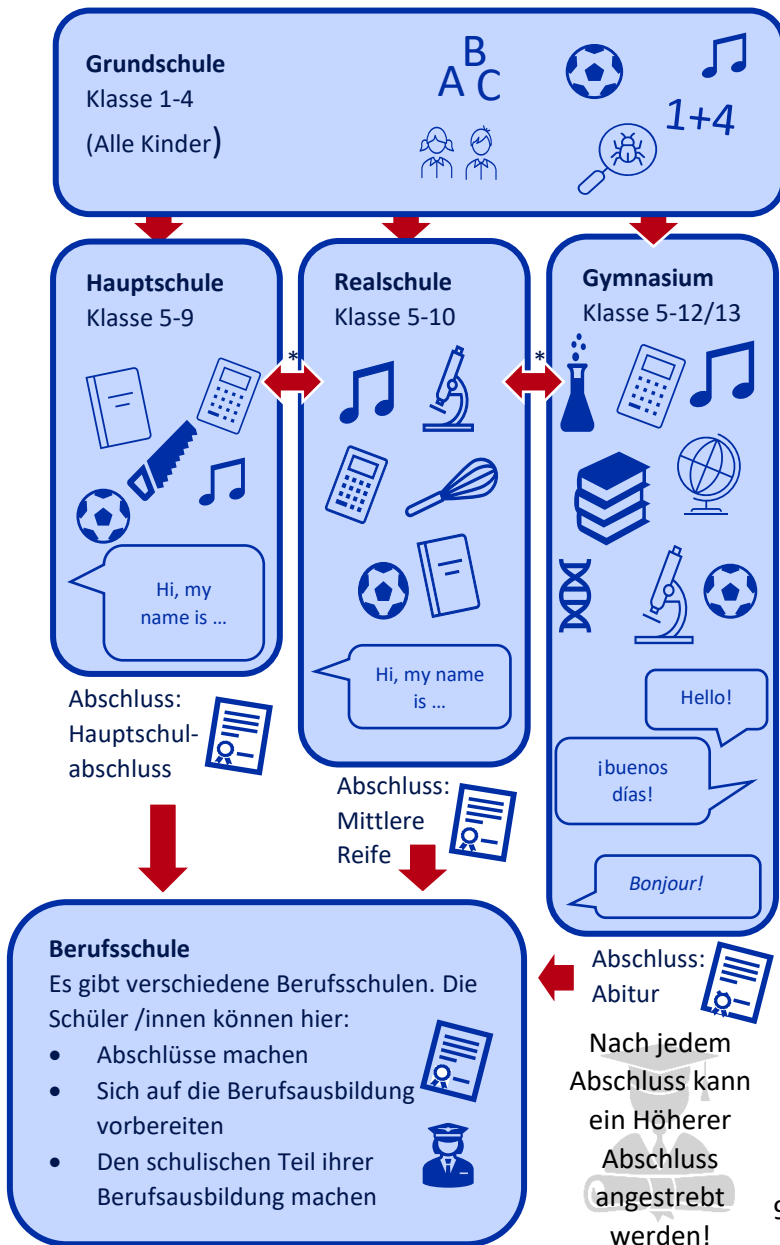 Grundschule
Klasse 1-4
(Alle Kinder)
B
A C
1+4
Hauptschule
Klasse 5-9
*
Hi, my
name is ...
Abschluss:
Hauptschul-
abschluss
Realschule
Klasse 5-10
*
Hi, my name
is ...
Abschluss:
Mittlere
Reife
Gymnasium
Klasse 5-12/13
Hello!
¡buenos
días!
Bonjour!
Abschluss:
Abitur
Berufsschule
Es gibt verschiedene Berufsschulen. Die
Schüler /innen können hier:
• Abschlüsse machen
• Sich auf die Berufsausbildung
vorbereiten
• Den schulischen Teil ihrer
Berufsausbildung machen
Nach jedem
Abschluss kann
ein Höherer
Abschluss
angestrebt
werden!
9